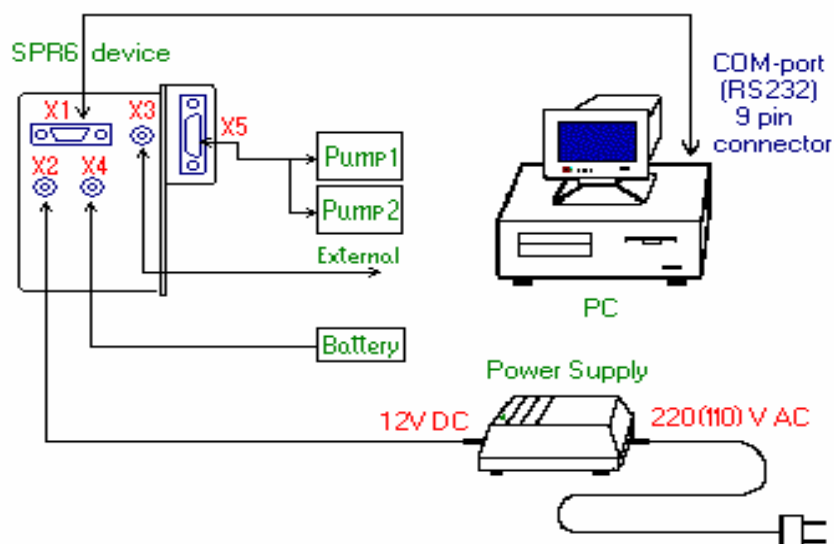 SPR6 device
COM-port
(RS232)
9 pin
connector
X1
X3
X5
X2
X4
Pump1
Pump2
External
PC
Battery
Power Supply
12V DC
220(110) V AC